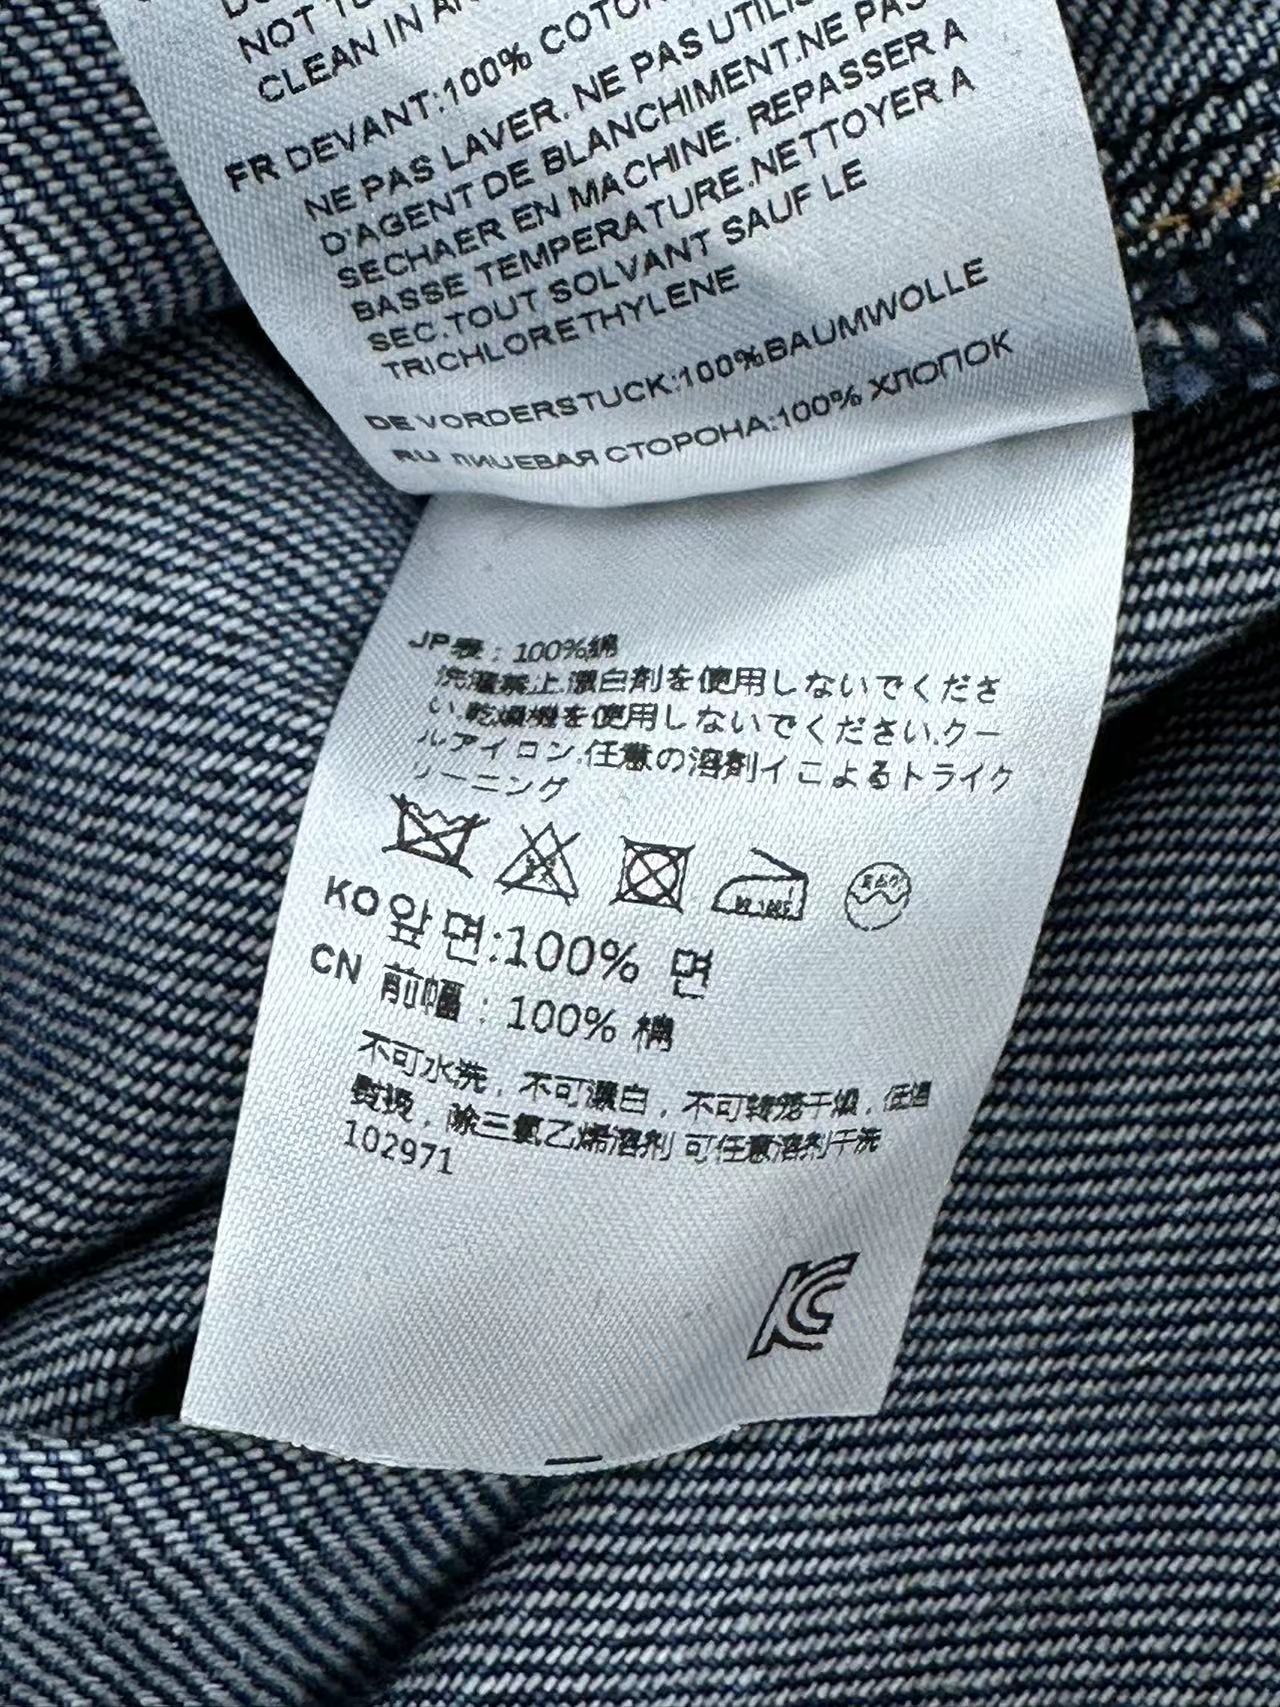 NOT TO
CLEAN IN AN
FR DEVANT:100% COTON
NE PAS LAVER. NE PAS UTILIS
D'AGENT DE BLANCHIMENT.NE PAS
SECHAER EN MACHINE. REPASSER A
BASSE TEMPERATURE.NETTOYER A
SEC.TOUT SOLVANT SAUF LE
TRICHLORETHYLENE
DE VORDERSTUCK:100%BAUMWOLLE
RU ЛИЦЕВАЯ СТОРОНА:100% ХЛОПОК
JP表：100%綿
洗濯禁止.漂白剤を使用しないでくださ
い.乾燥機を使用しないでください.クー
ルアイロン.任意の溶剤イこよるトライク
リーニング
KO앞면:100% 면
CN 前幅：100% 棉
不可水洗，不可漂白，不可转笼干燥，低温
熨烫，除三氯乙烯溶剂 可任意溶剂干洗
102971